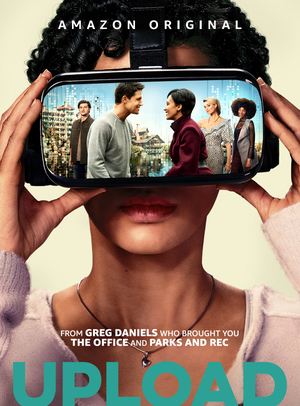 AMAZON ORIGINAL
FROM GREG DANIELS WHO BROUGHT YOU
THE OFFICE AND PARKS AND REC
UPLOAD